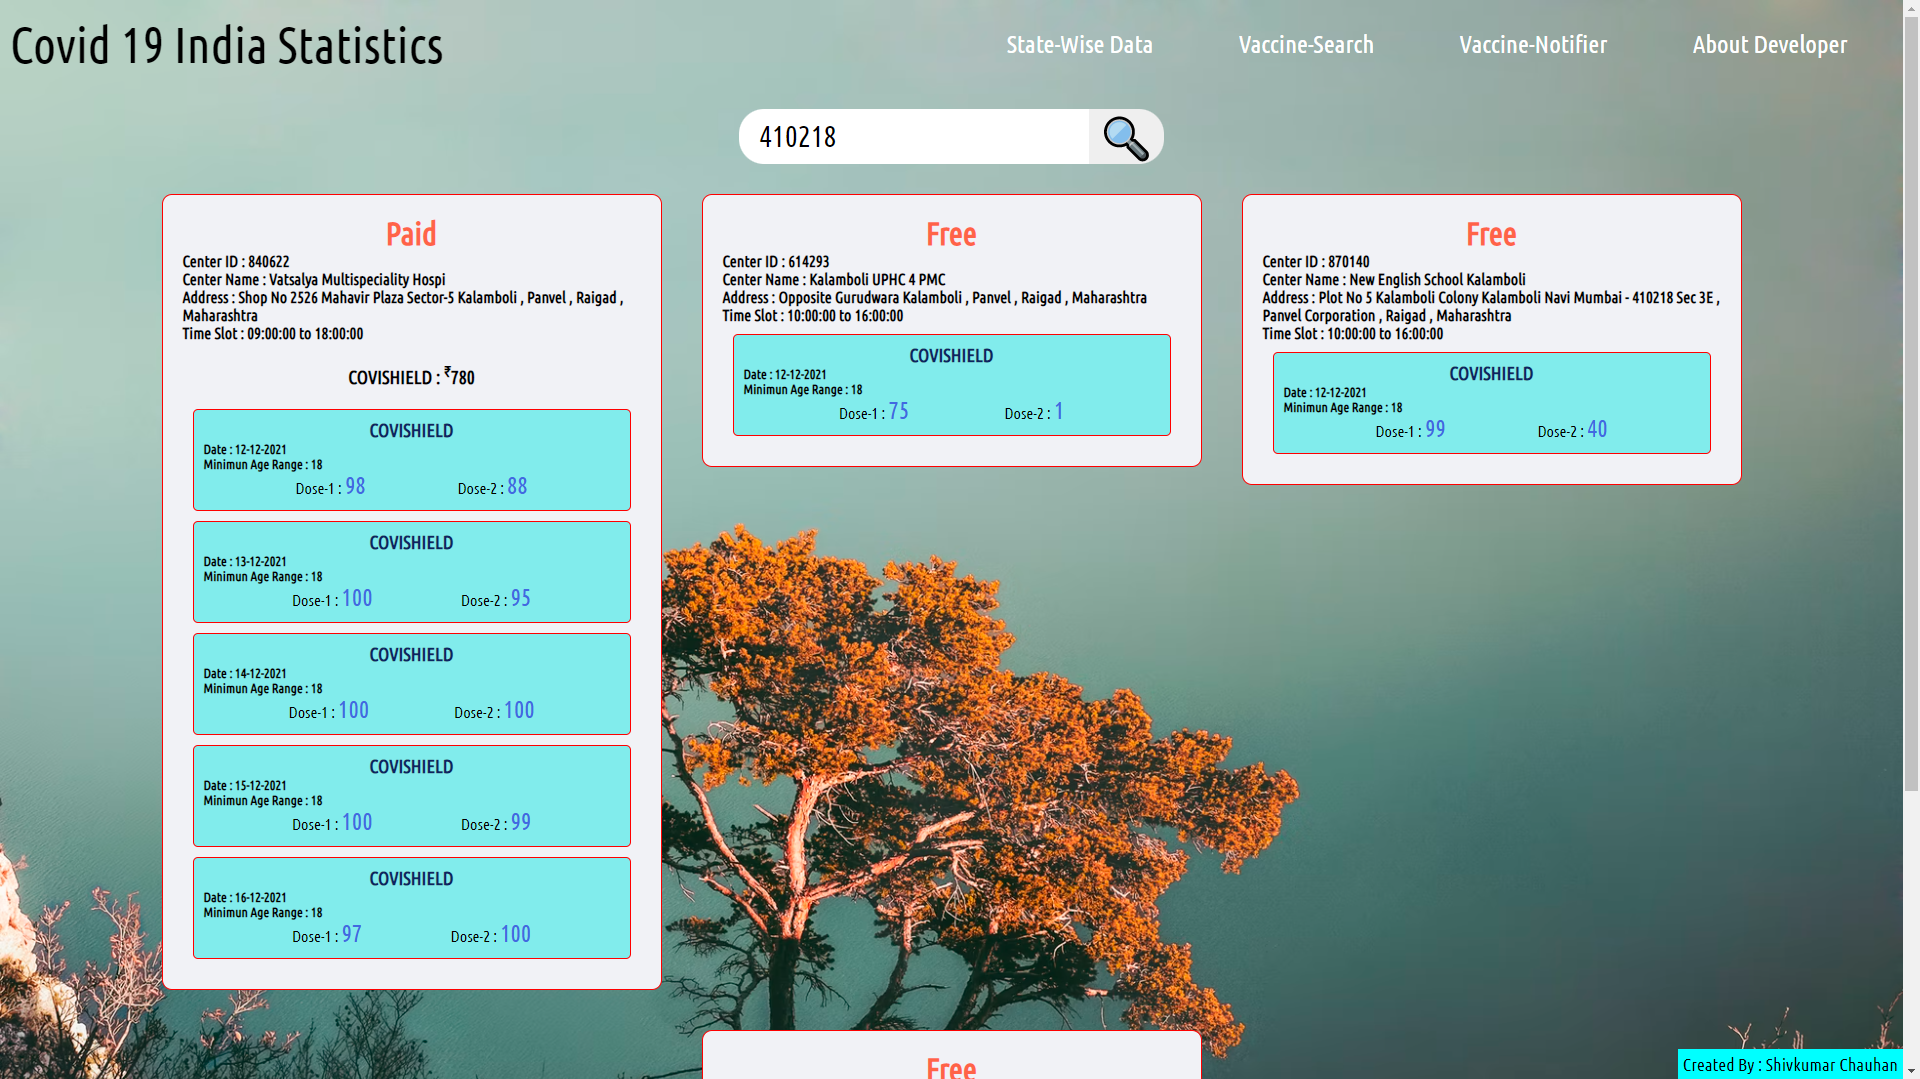 Covid 19 India Statistics
State-Wise Data
Vaccine-Search
Vaccine-Notifier
About Developer
410218
Paid
Center ID : 840622
Center Name : Vatsalya Multispeciality Hospi
Address : Shop No 2526 Mahavir Plaza Sector-5 Kalamboli , Panvel , Raigad ,
Maharashtra
Time Slot : 09:00:00 to 18:00:00
COVISHIELD : ₹780
COVISHIELD
Date : 12-12-2021
Minimun Age Range : 18
Dose-1 : 98 Dose-2 : 88
COVISHIELD
Date : 13-12-2021
Minimun Age Range : 18
Dose-1 : 100 Dose-2 : 95
COVISHIELD
Date : 14-12-2021
Minimun Age Range : 18
Dose-1 : 100 Dose-2 : 100
COVISHIELD
Date : 15-12-2021
Minimun Age Range : 18
Dose-1 : 100 Dose-2 : 99
COVISHIELD
Date : 16-12-2021
Minimun Age Range : 18
Dose-1 : 97 Dose-2 : 100
Free
Center ID : 614293
Center Name : Kalamboli UPHC 4 PMC
Address : Opposite Gurudwara Kalamboli , Panvel , Raigad , Maharashtra
Time Slot : 10:00:00 to 16:00:00
COVISHIELD
Date : 12-12-2021
Minimun Age Range : 18
Dose-1 : 75 Dose-2 : 1
Free
Center ID : 870140
Center Name : New English School Kalamboli
Address : Plot No 5 Kalamboli Colony Kalamboli Navi Mumbai - 410218 Sec 3E ,
Panvel Corporation , Raigad , Maharashtra
Time Slot : 10:00:00 to 16:00:00
COVISHIELD
Date : 12-12-2021
Minimun Age Range : 18
Dose-1 : 99 Dose-2 : 40
Free
Created By : Shivkumar Chauhan